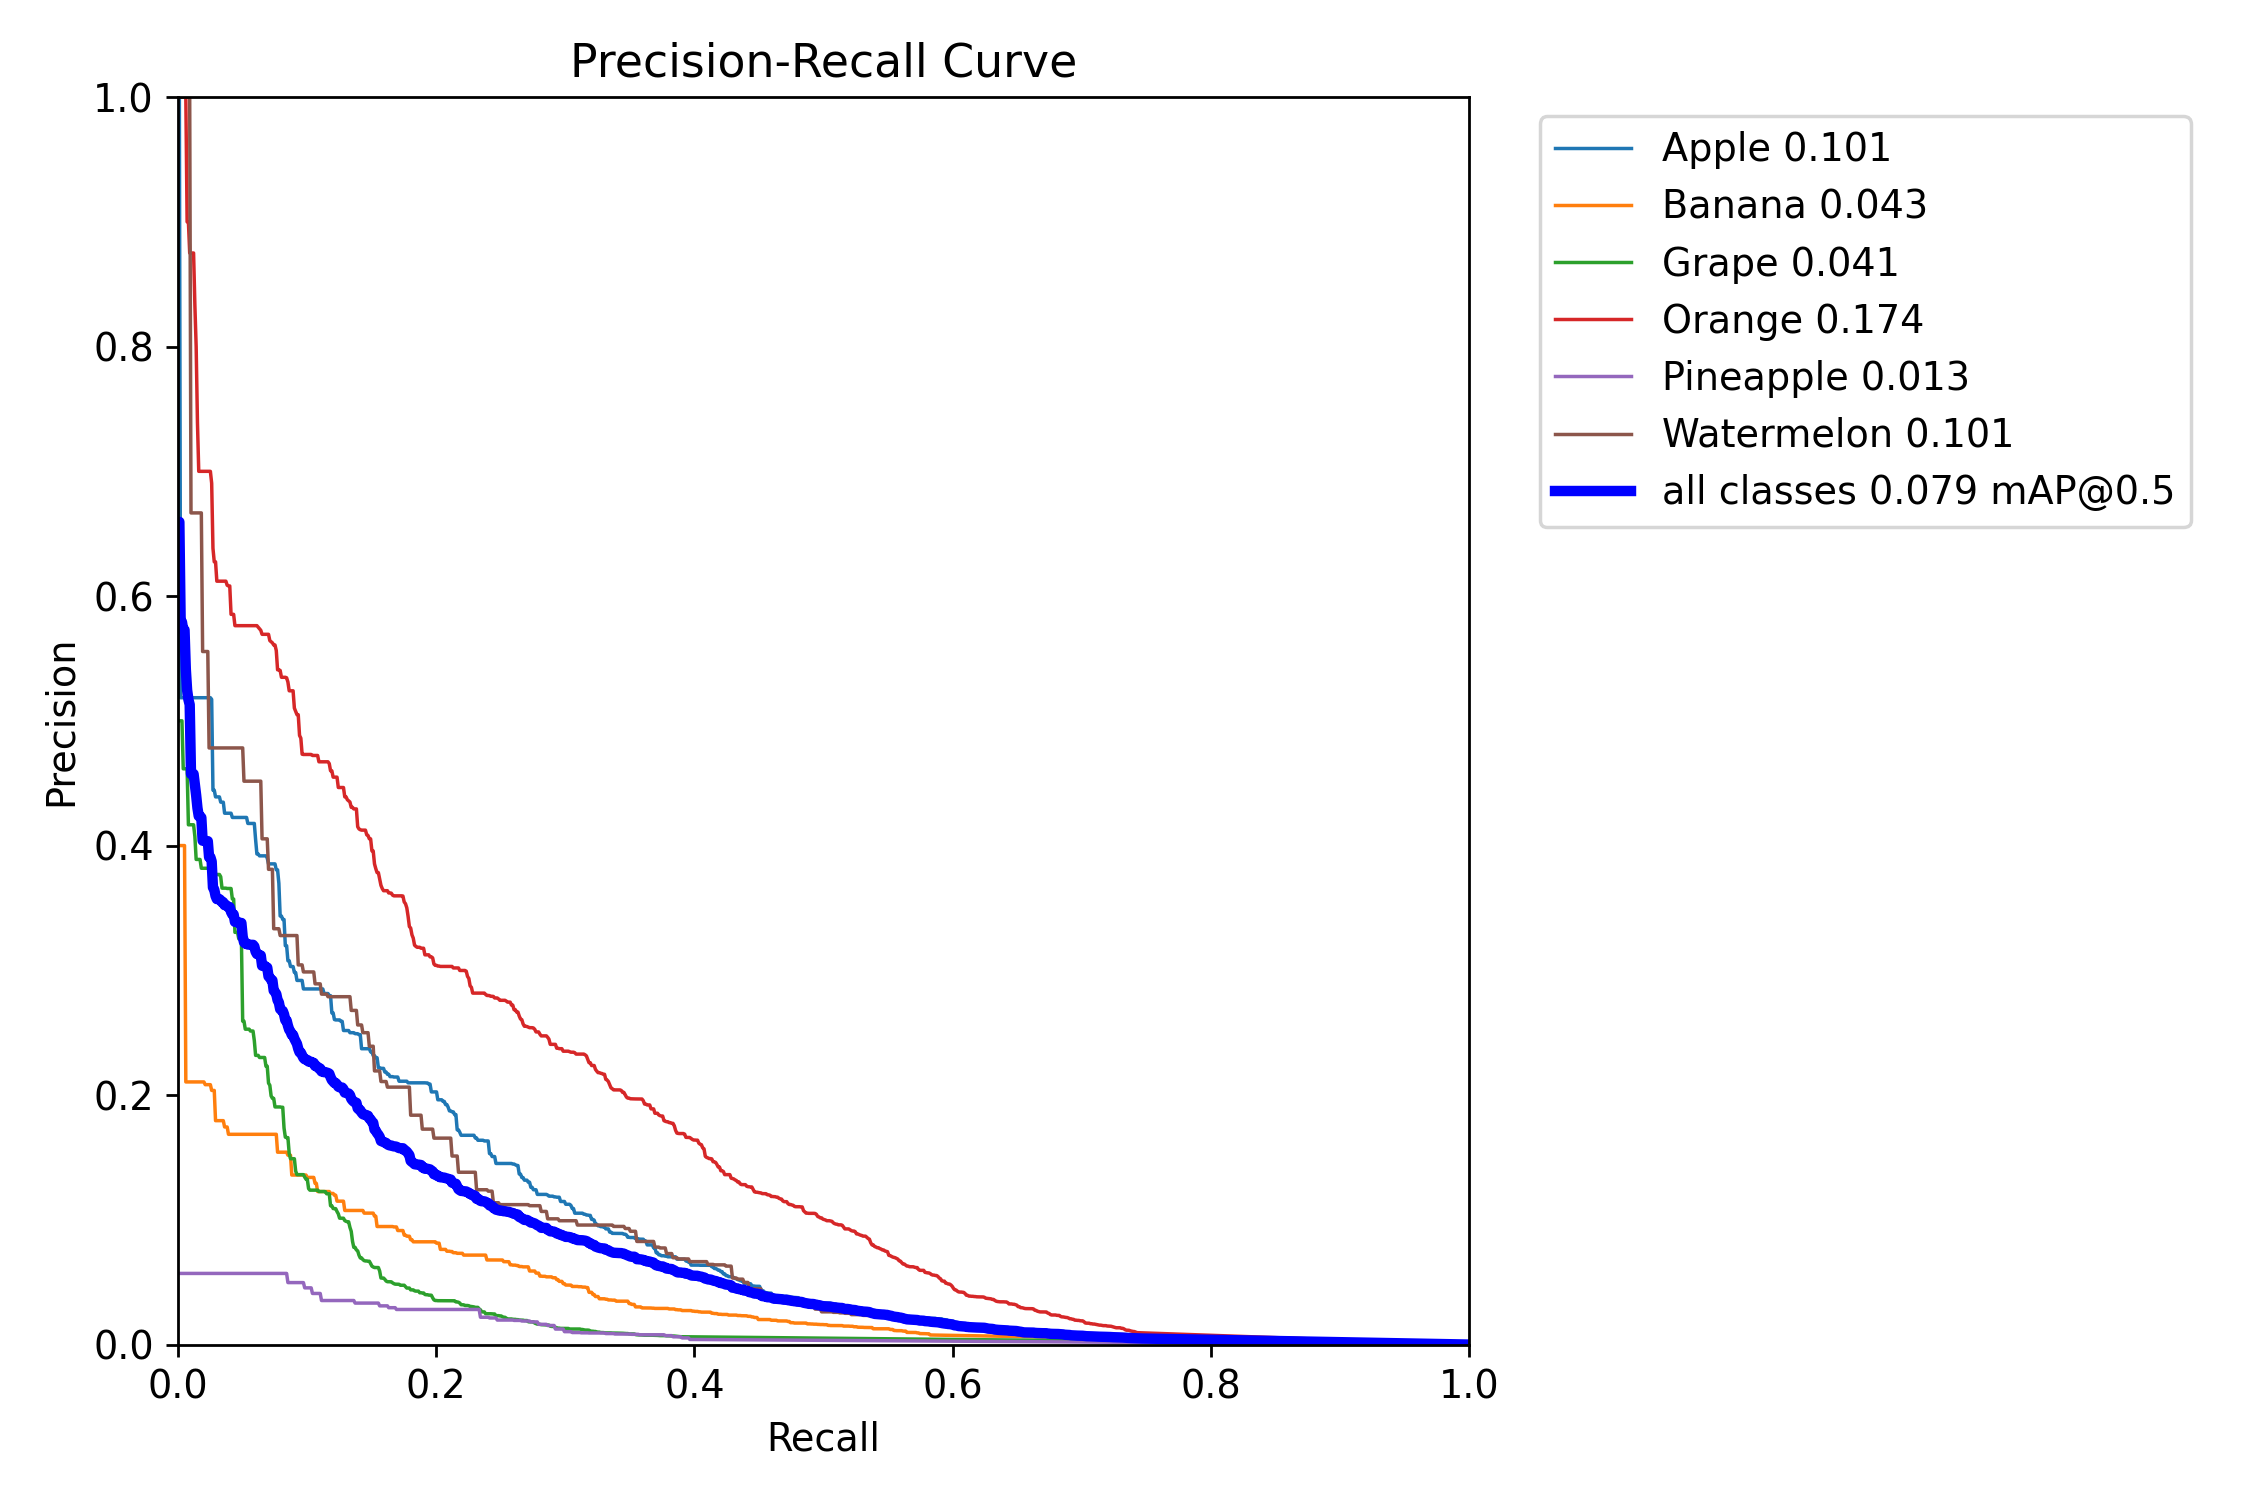 Precision-Recall Curve
1.0
0.8
0.6
0.4
0.2
0.0
Precision
0.0 0.2 0.4 0.6 0.8 1.0
Recall
Apple 0.101
Banana 0.043
Grape 0.041
Orange 0.174
Pineapple 0.013
Watermelon 0.101
all classes 0.079 mAP@0.5